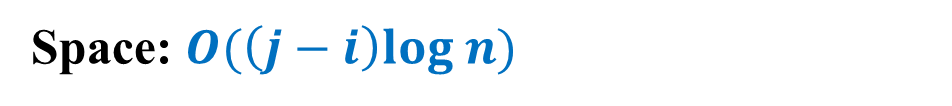 Space: O((j − i)log n)